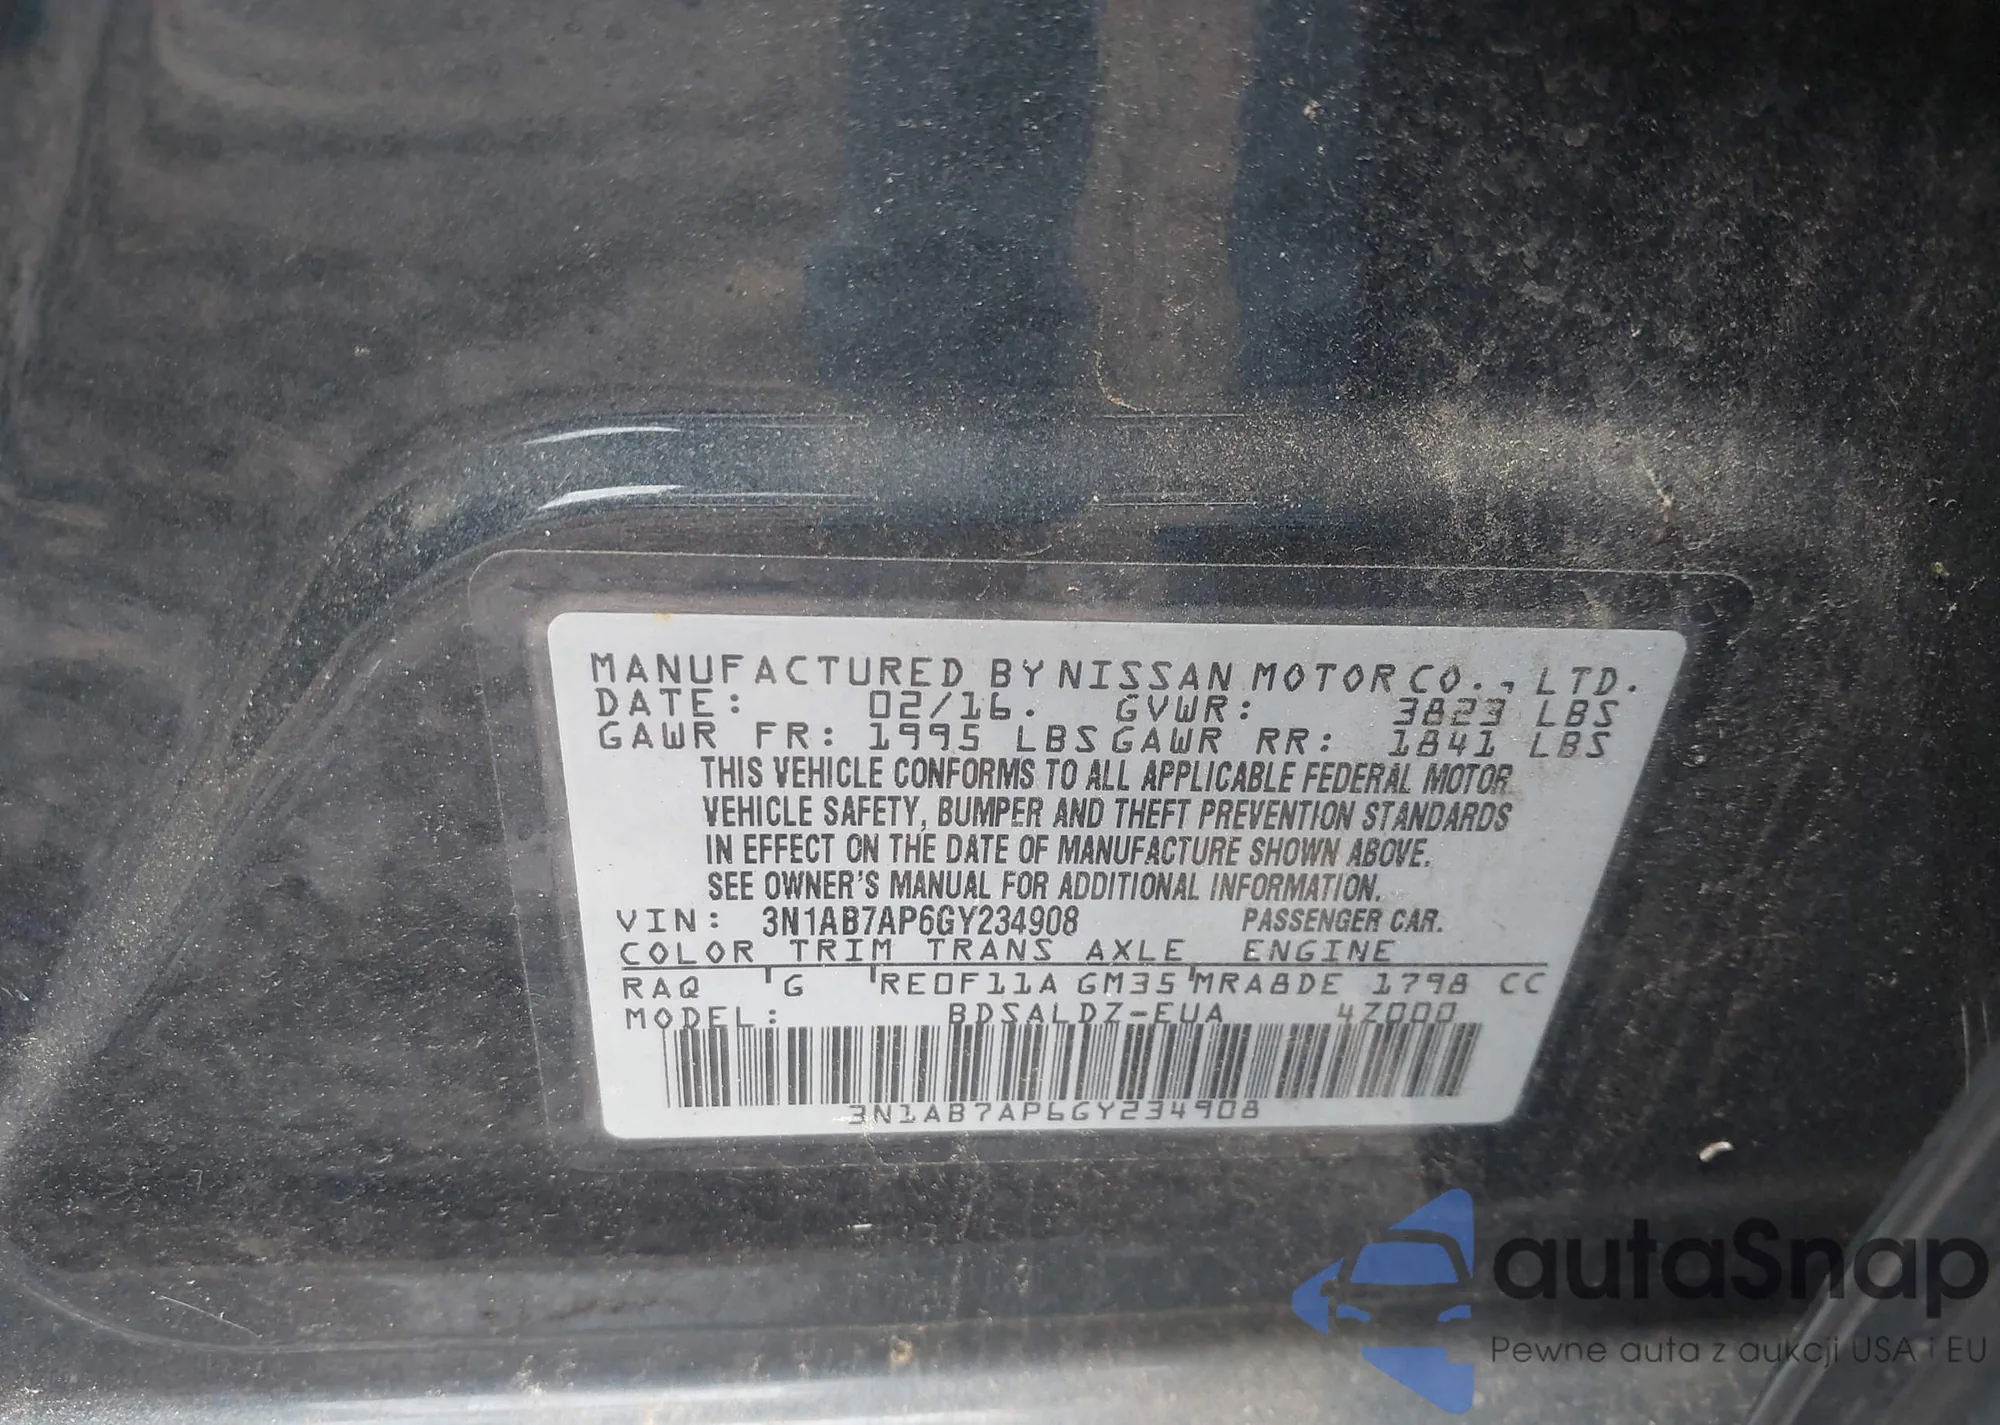 MANUFACTURED BY NISSAN MOTOR CO., LTD.
DATE: 02/16. GVWR: 3823 LBS
GAWR FR: 1995 LBS GAWR RR: 1841 LBS
THIS VEHICLE CONFORMS TO ALL APPLICABLE FEDERAL MOTOR
VEHICLE SAFETY, BUMPER AND THEFT PREVENTION STANDARDS
IN EFFECT ON THE DATE OF MANUFACTURE SHOWN ABOVE.
SEE OWNER'S MANUAL FOR ADDITIONAL INFORMATION.
VIN: 3N1AB7AP6GY234908 PASSENGER CAR.
COLOR TRIM TRANS AXLE ENGINE
RAQ G RE0F11A GM35 MRA8DE 1798 CC
MODEL: BDSALDZ-EUA 4Z000
3N1AB7AP6GY234908
autaSnap
Pewne auta z aukcji USA i EU